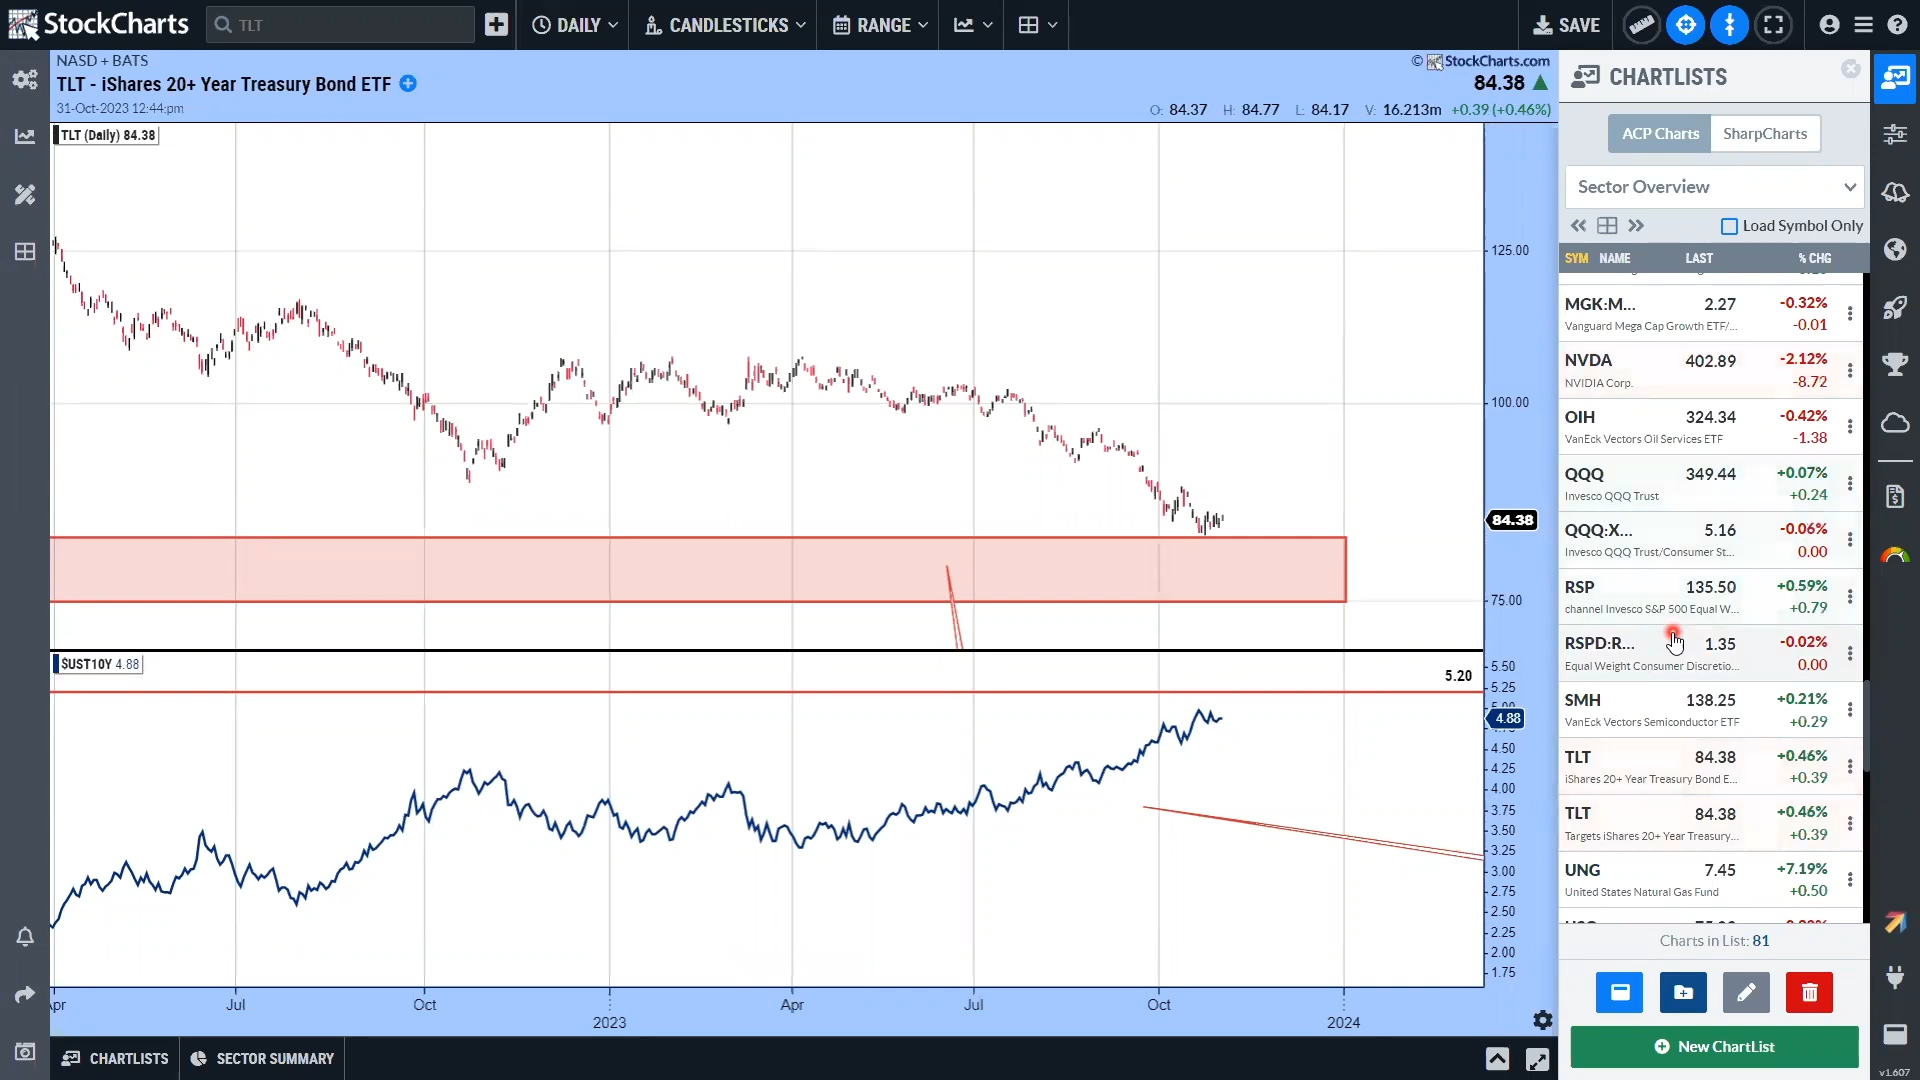 StockCharts TLT DAILY CANDLESTICKS RANGE SAVE
NASD + BATS
© StockCharts.com
TLT - iShares 20+ Year Treasury Bond ETF
84.38
31-Oct-2023 12:44:pm
O: 84.37 H: 84.77 L: 84.17 V: 16.213m +0.39 (+0.46%)
TLT (Daily) 84.38
125.00
100.00
84.38
75.00
$UST10Y 4.88
5.20
5.50
5.25
4.88
4.50
4.25
4.00
3.75
3.50
3.25
3.00
2.75
2.50
2.25
2.00
1.75
Jul Oct Apr Jul Oct
2023 2024
CHARTLISTS SECTOR SUMMARY
CHARTLISTS
ACP Charts SharpCharts
Sector Overview
Load Symbol Only
SYM NAME LAST % CHG
MGK:M... 2.27 -0.32%
Vanguard Mega Cap Growth ETF/... -0.01
NVDA 402.89 -2.12%
NVIDIA Corp. -8.72
OIH 324.34 -0.42%
VanEck Vectors Oil Services ETF -1.38
QQQ 349.44 +0.07%
Invesco QQQ Trust +0.24
QQQ:X... 5.16 -0.06%
Invesco QQQ Trust/Consumer St... 0.00
RSP 135.50 +0.59%
channel Invesco S&P 500 Equal W... +0.79
RSPD:R... 1.35 -0.02%
Equal Weight Consumer Discretio... 0.00
SMH 138.25 +0.21%
VanEck Vectors Semiconductor ETF +0.29
TLT 84.38 +0.46%
iShares 20+ Year Treasury Bond E... +0.39
TLT 84.38 +0.46%
Targets iShares 20+ Year Treasury... +0.39
UNG 7.45 +7.19%
United States Natural Gas Fund +0.50
Charts in List: 81
New ChartList
v1.607